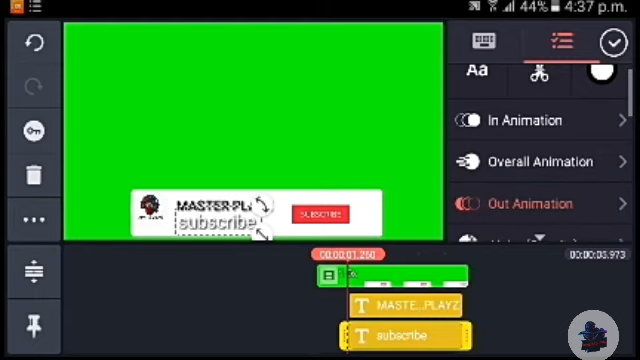 44% 4:37 p.m.
Aa
In Animation
Overall Animation
Out Animation
MASTER PL
subscribe
SUBSCRIBE
00:00:01.250
00:00:05.973
MASTE...PLAYZ
subscribe